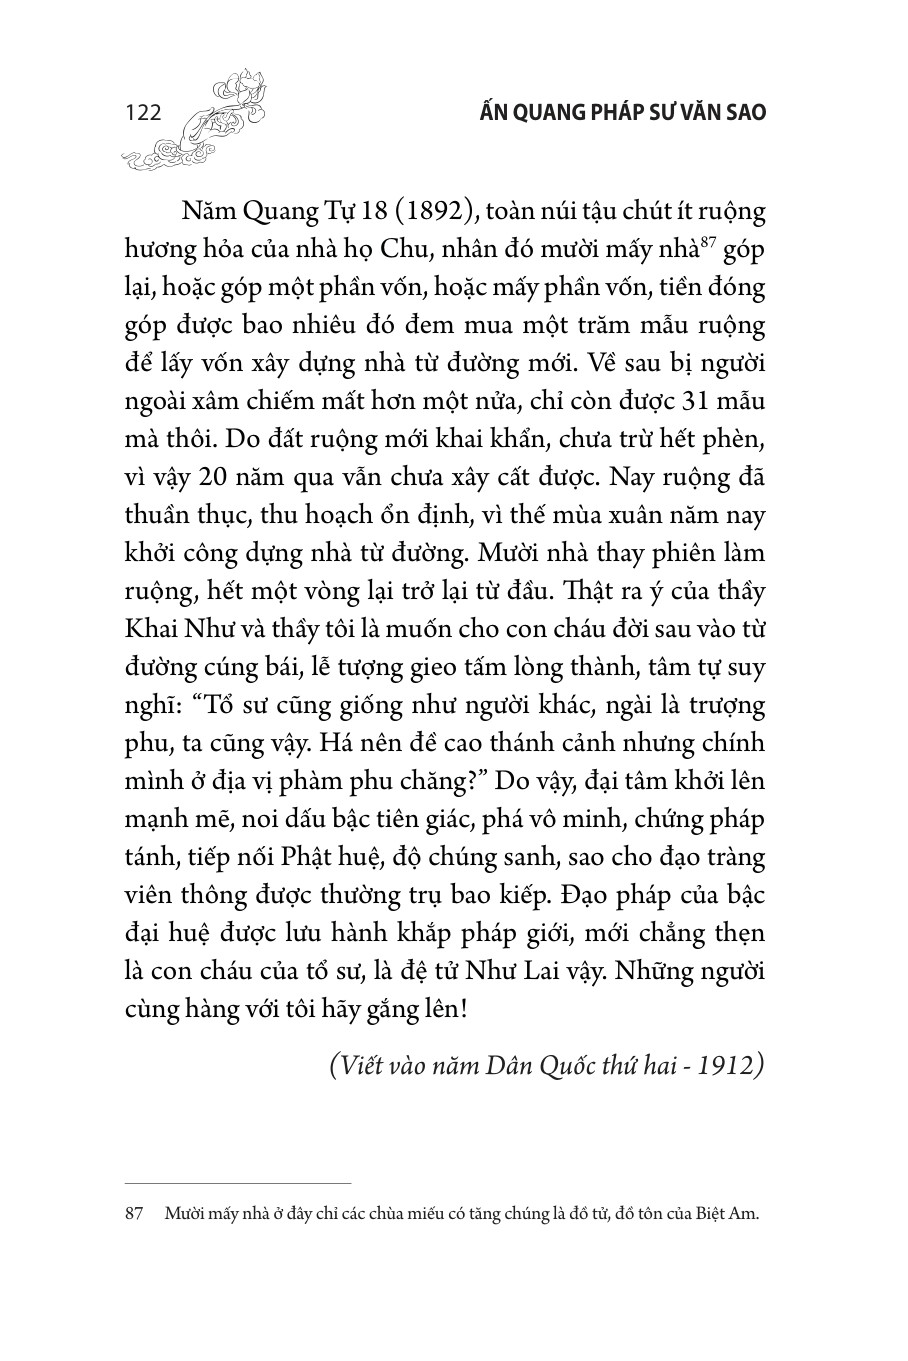 122
ẤN QUANG PHÁP SƯ VĂN SAO
Năm Quang Tự 18 (1892), toàn núi tậu chút ít ruộng
hương hỏa của nhà họ Chu, nhân đó mười mấy nhà87 góp
lại, hoặc góp một phần vốn, hoặc mấy phần vốn, tiền đóng
góp được bao nhiêu đó đem mua một trăm mẫu ruộng
để lấy vốn xây dựng nhà từ đường mới. Về sau bị người
ngoài xâm chiếm mất hơn một nửa, chỉ còn được 31 mẫu
mà thôi. Do đất ruộng mới khai khẩn, chưa trừ hết phèn,
vì vậy 20 năm qua vẫn chưa xây cất được. Nay ruộng đã
thuần thục, thu hoạch ổn định, vì thế mùa xuân năm nay
khởi công dựng nhà từ đường. Mười nhà thay phiên làm
ruộng, hết một vòng lại trở lại từ đầu. Thật ra ý của thầy
Khai Như và thầy tôi là muốn cho con cháu đời sau vào từ
đường cúng bái, lễ tượng gieo tấm lòng thành, tâm tự suy
nghĩ: “Tổ sư cũng giống như người khác, ngài là trượng
phu, ta cũng vậy. Há nên đề cao thánh cảnh nhưng chính
mình ở địa vị phàm phu chăng?” Do vậy, đại tâm khởi lên
mạnh mẽ, noi dấu bậc tiên giác, phá vô minh, chứng pháp
tánh, tiếp nối Phật huệ, độ chúng sanh, sao cho đạo tràng
viên thông được thường trụ bao kiếp. Đạo pháp của bậc
đại huệ được lưu hành khắp pháp giới, mới chẳng thẹn
là con cháu của tổ sư, là đệ tử Như Lai vậy. Những người
cùng hàng với tôi hãy gắng lên!
(Viết vào năm Dân Quốc thứ hai - 1912)
87 Mười mấy nhà ở đây chỉ các chùa miếu có tăng chúng là đồ tử, đồ tôn của Biệt Am.